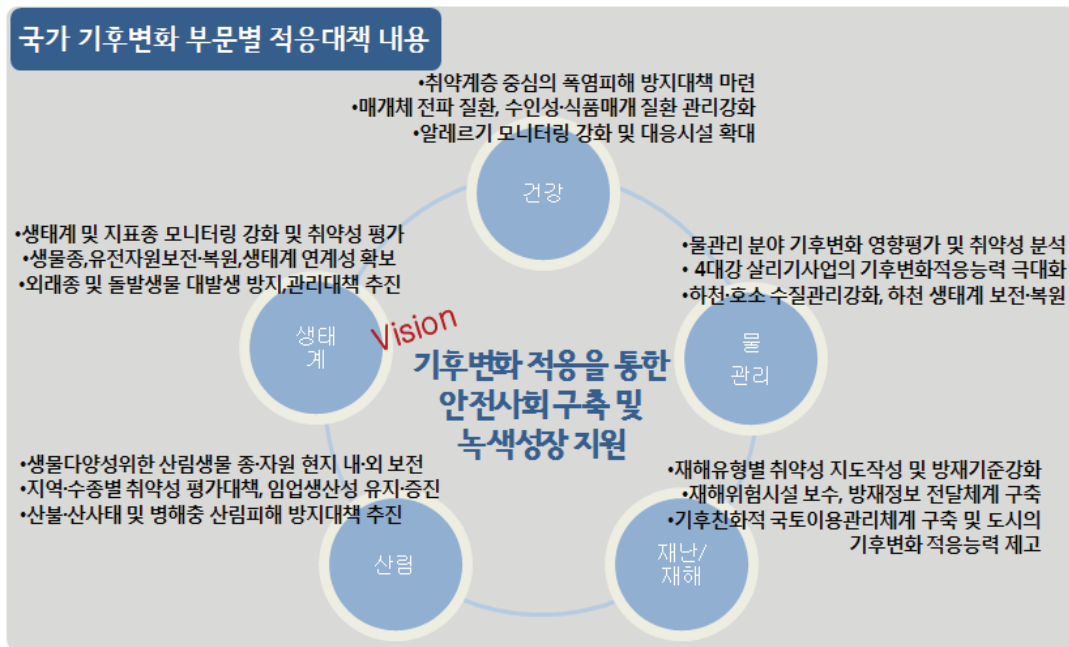 국가 기후변화 부문별 적응대책 내용
•취약계층 중심의 폭염피해 방지대책 마련
•매개체 전파 질환, 수인성·식품매개 질환 관리강화
•알레르기 모니터링 강화 및 대응시설 확대
건강
•생태계 및 지표종 모니터링 강화 및 취약성 평가
•생물종,유전자원보전·복원,생태계 연계성 확보
•외래종 및 돌발생물 대발생 방지,관리대책 추진
생태
계
•물관리 분야 기후변화 영향평가 및 취약성 분석
• 4대강 살리기사업의 기후변화적응능력 극대화
•하천·호소 수질관리강화, 하천 생태계 보전·복원
물
관리
Vision
기후변화 적응을 통한
안전사회 구축 및
녹색성장 지원
•생물다양성위한 산림생물 종·자원 현지 내·외 보전
•지역·수종별 취약성 평가대책, 임업생산성 유지·증진
•산불·산사태 및 병해충 산림피해 방지대책 추진
산림
•재해유형별 취약성 지도작성 및 방재기준강화
•재해위험시설 보수, 방재정보 전달체계 구축
•기후친화적 국토이용관리체계 구축 및 도시의
기후변화 적응능력 제고
재난/
재해